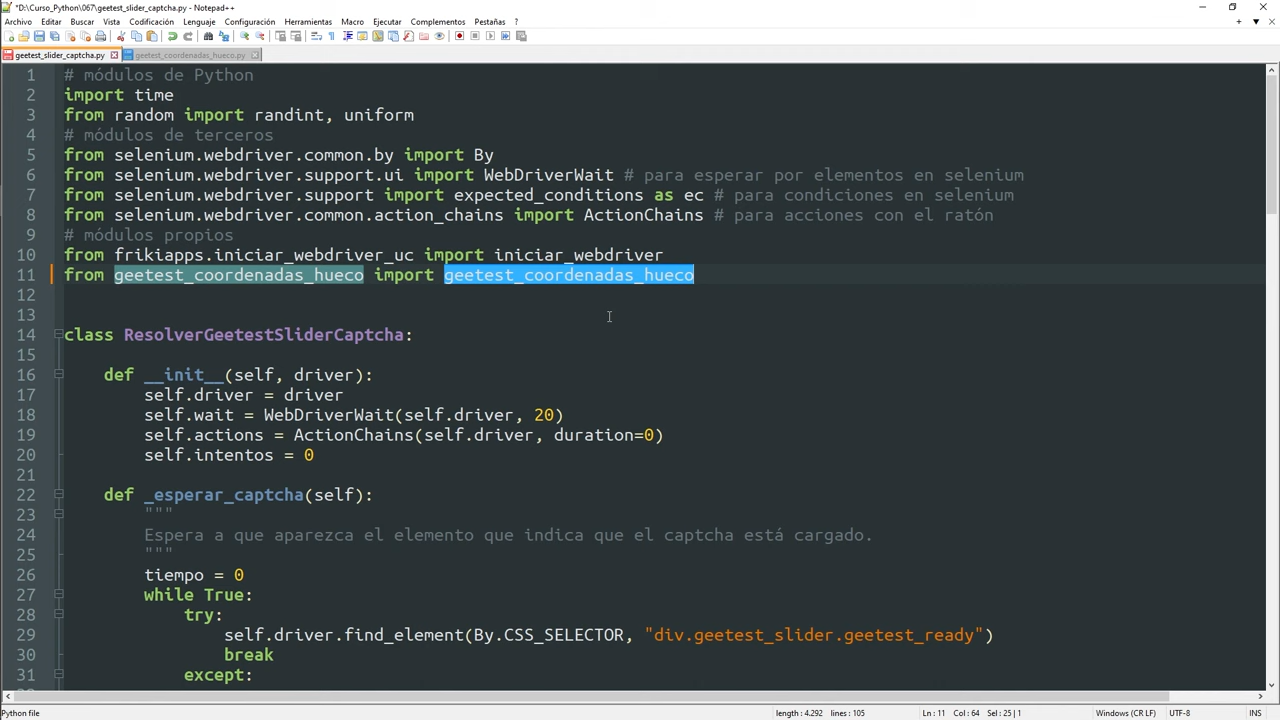 *D:\Curso_Python\067\geetest_slider_captcha.py - Notepad++
Archivo Editar Buscar Vista Codificación Lenguaje Configuración Herramientas Macro Ejecutar Complementos Pestañas ?
geetest_slider_captcha.py geetest_coordenadas_hueco.py
1 # módulos de Python
2 import time
3 from random import randint, uniform
4 # módulos de terceros
5 from selenium.webdriver.common.by import By
6 from selenium.webdriver.support.ui import WebDriverWait # para esperar por elementos en selenium
7 from selenium.webdriver.support import expected_conditions as ec # para condiciones en selenium
8 from selenium.webdriver.common.action_chains import ActionChains # para acciones con el ratón
9 # módulos propios
10 from frikiapps.iniciar_webdriver_uc import iniciar_webdriver
11 from geetest_coordenadas_hueco import geetest_coordenadas_hueco
12
13
14 class ResolverGeetestSliderCaptcha:
15
16 def __init__(self, driver):
17 self.driver = driver
18 self.wait = WebDriverWait(self.driver, 20)
19 self.actions = ActionChains(self.driver, duration=0)
20 self.intentos = 0
21
22 def _esperar_captcha(self):
23 """
24 Espera a que aparezca el elemento que indica que el captcha está cargado.
25 """
26 tiempo = 0
27 while True:
28 try:
29 self.driver.find_element(By.CSS_SELECTOR, "div.geetest_slider.geetest_ready")
30 break
31 except:
Python file length : 4.292 lines : 105 Ln : 11 Col : 64 Sel : 25 | 1 Windows (CR LF) UTF-8 INS